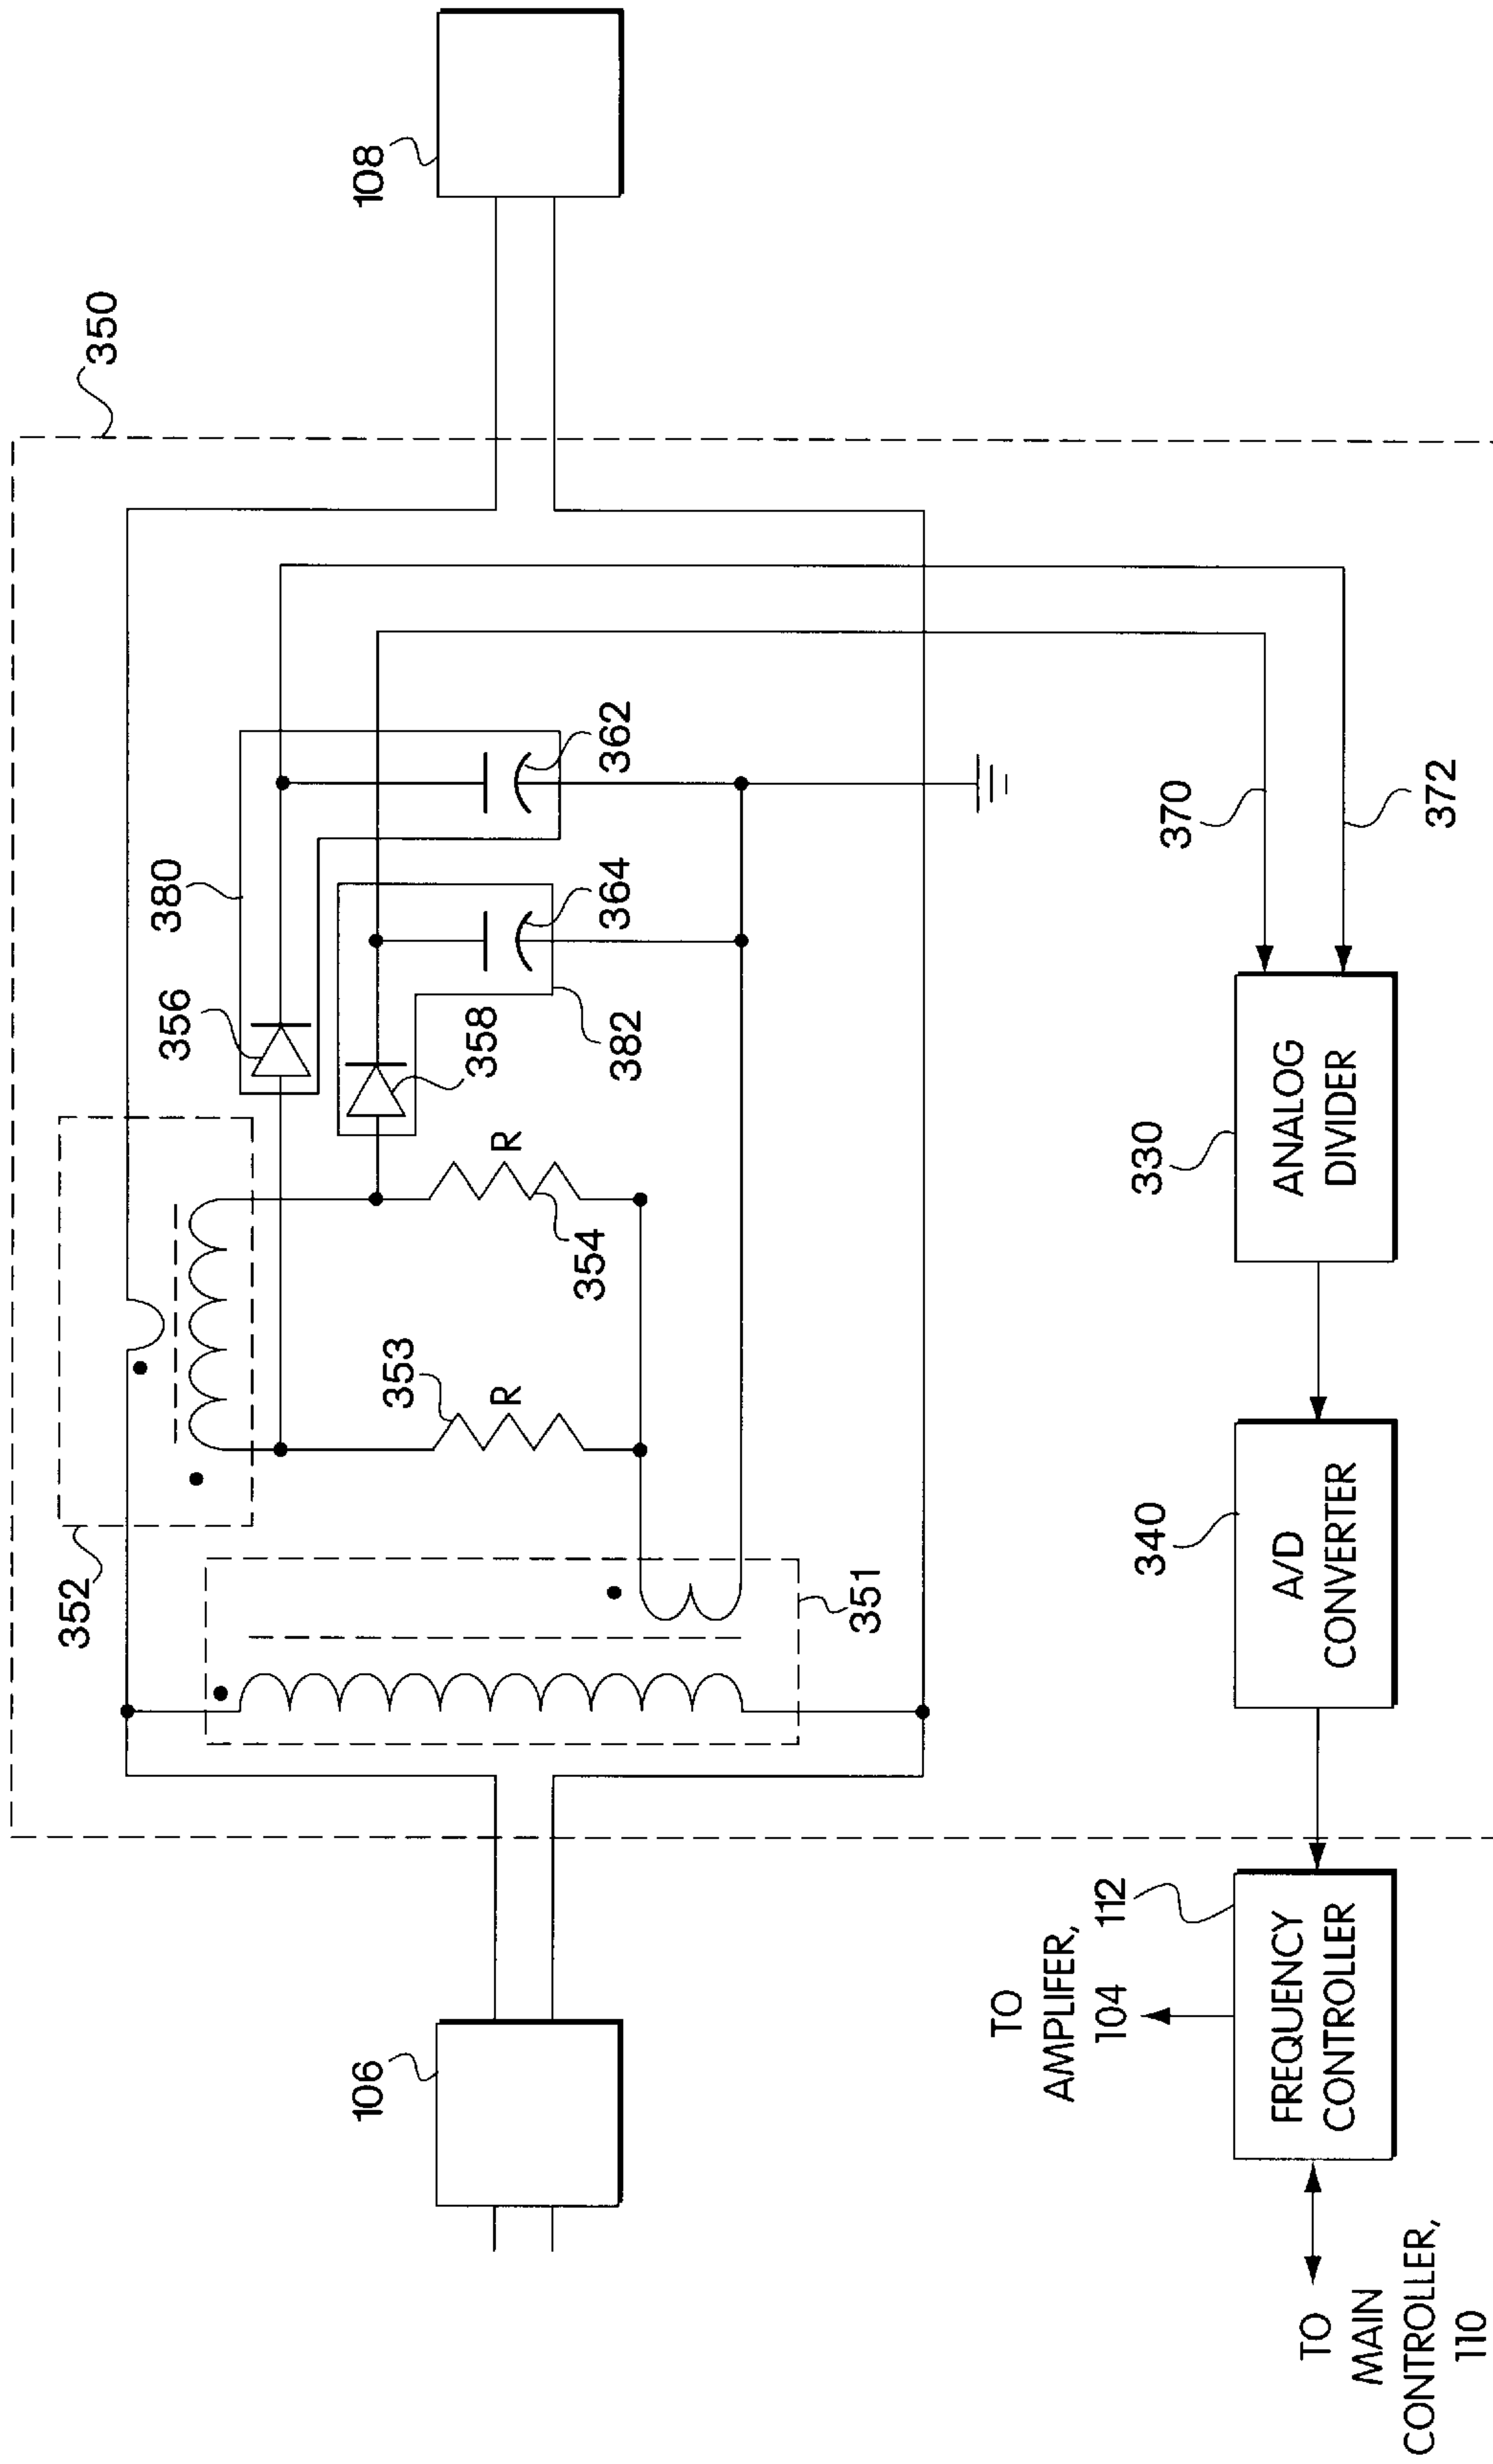 350
352
380
356
108
106
353
R
354
R
358
364
362
382
351
370
372
TO
AMPLIFER,
104
112
FREQUENCY
CONTROLLER
340
A/D
CONVERTER
330
ANALOG
DIVIDER
TO
MAIN
CONTROLLER,
110